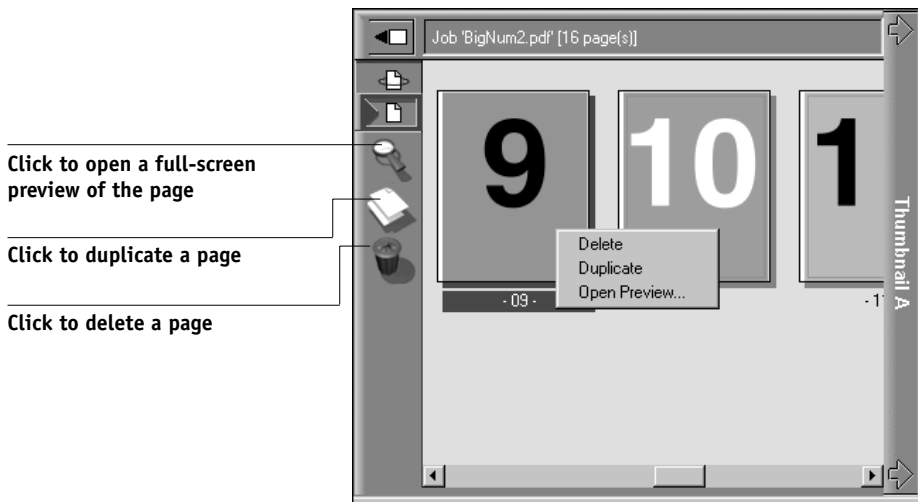 Job 'BigNum2.pdf' [16 page(s)]
9
10
1
Click to open a full-screen
preview of the page
Click to duplicate a page
Click to delete a page
Delete
Duplicate
Open Preview...
- 09 -
- 1
Thumbnail A